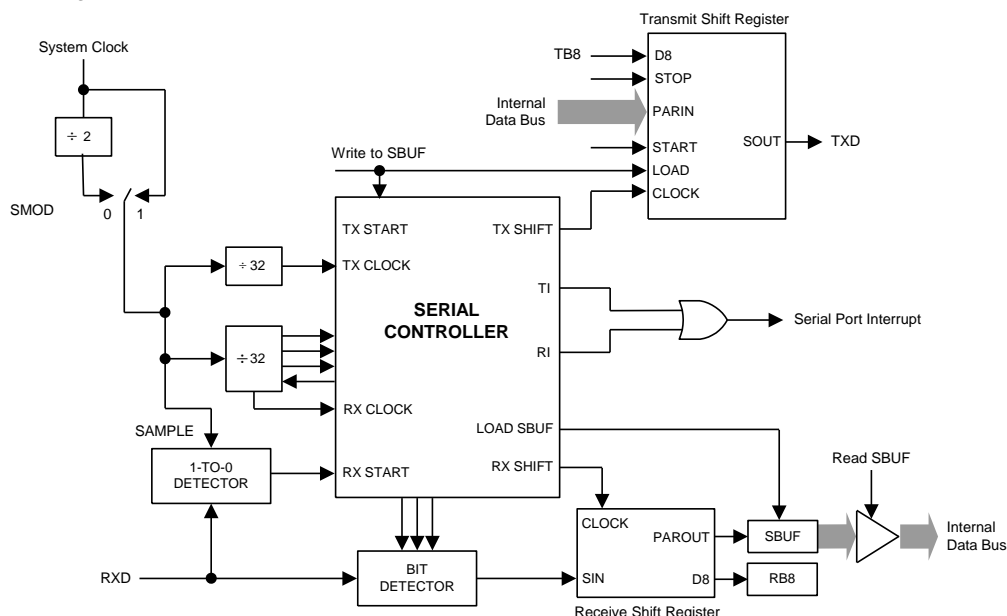 Transmit Shift Register
System Clock
TB8
D8
STOP
Internal
Data Bus
PARIN
÷ 2
SOUT
TXD
START
Write to SBUF
LOAD
CLOCK
SMOD
0
1
TX START
TX SHIFT
÷ 32
TX CLOCK
TI
SERIAL
CONTROLLER
Serial Port Interrupt
÷ 32
RI
RX CLOCK
LOAD SBUF
SAMPLE
1-TO-0
DETECTOR
RX START
RX SHIFT
Read SBUF
CLOCK
PAROUT
SBUF
Internal
Data Bus
RXD
BIT
DETECTOR
SIN
D8
RB8
Receive Shift Register